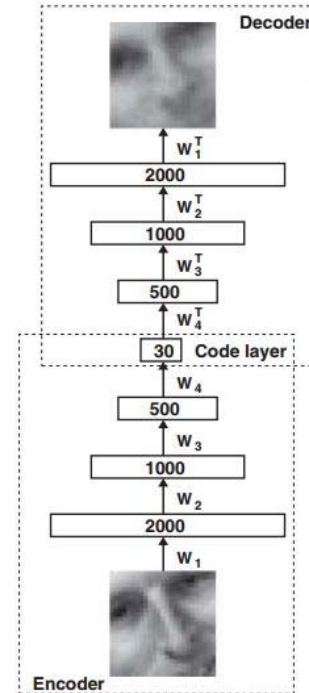 Decoder
W₁ᵀ
2000
W₂ᵀ
1000
W₃ᵀ
500
W₄ᵀ
30 Code layer
W₄
500
W₃
1000
W₂
2000
W₁
Encoder